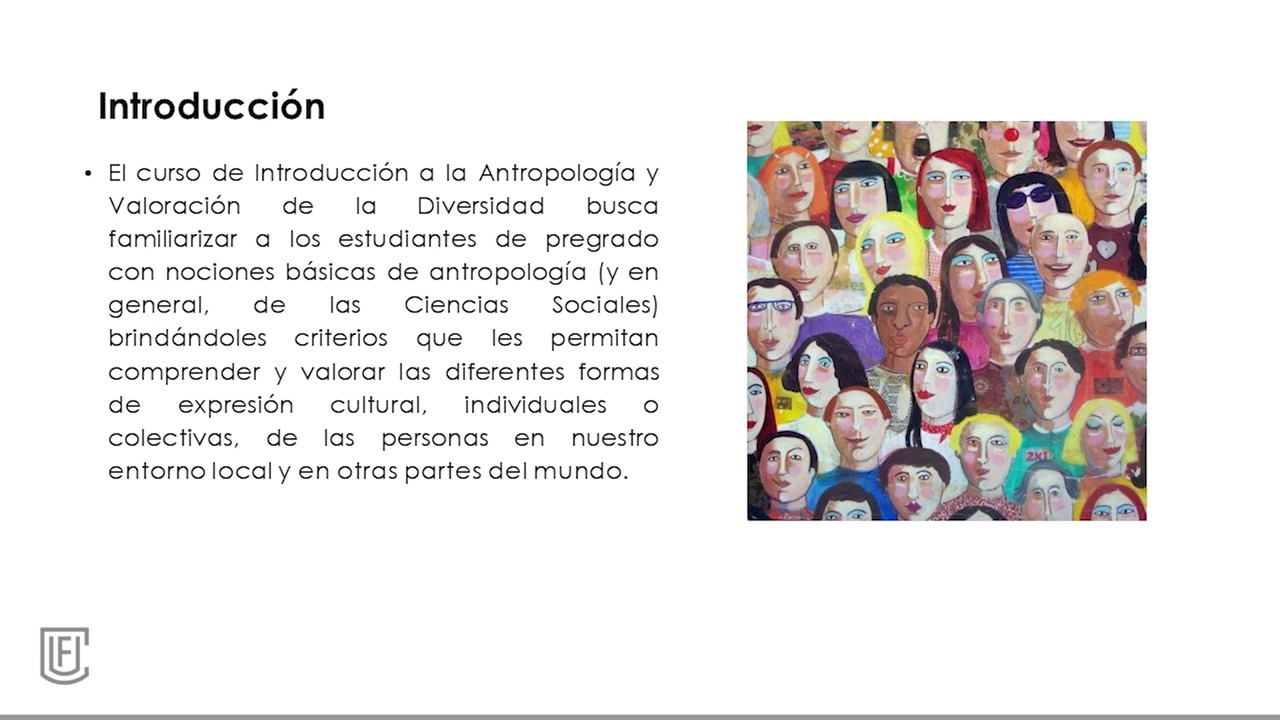 Introducción
• El curso de Introducción a la Antropología y
Valoración de la Diversidad busca
familiarizar a los estudiantes de pregrado
con nociones básicas de antropología (y en
general, de las Ciencias Sociales)
brindándoles criterios que les permitan
comprender y valorar las diferentes formas
de expresión cultural, individuales o
colectivas, de las personas en nuestro
entorno local y en otras partes del mundo.
2X1